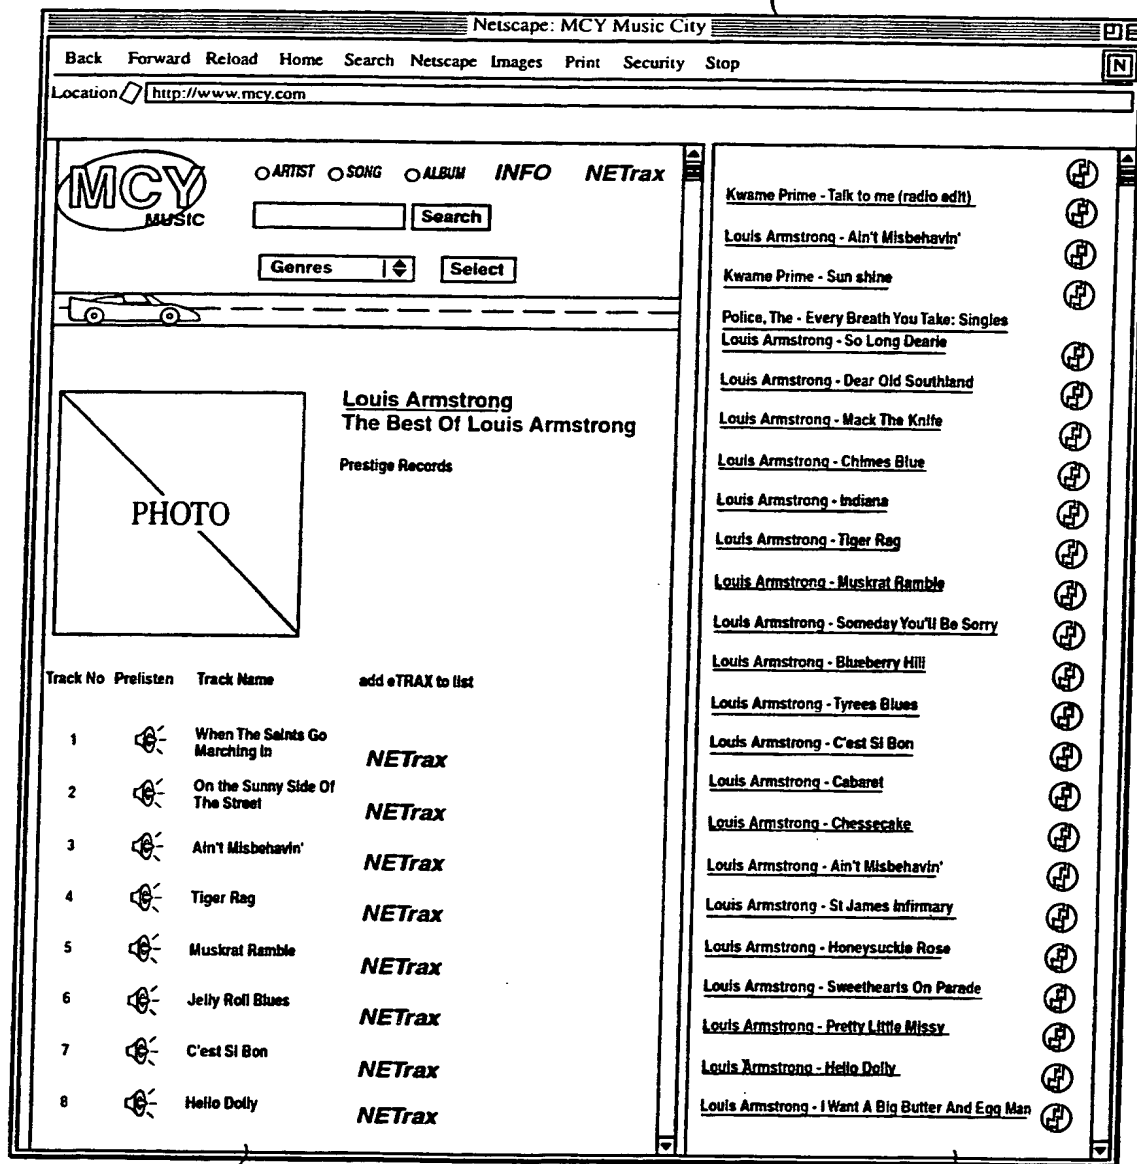 Netscape: MCY Music City
Back Forward Reload Home Search Netscape Images Print Security Stop
N
Location http://www.mcy.com
MCY
MUSIC
ARTIST SONG ALBUM INFO NETrax
Search
Genres Select
PHOTO
Louis Armstrong
The Best Of Louis Armstrong
Prestige Records
Track No Prelisten Track Name add eTRAX to list
1 When The Saints Go
Marching In
NETrax
2 On the Sunny Side Of
The Street
NETrax
3 Ain't Misbehavin'
NETrax
4 Tiger Rag
NETrax
5 Muskrat Ramble
NETrax
6 Jelly Roll Blues
NETrax
7 C'est Si Bon
NETrax
8 Hello Dolly
NETrax
Kwame Prime - Talk to me (radio edit)
Louis Armstrong - Ain't Misbehavin'
Kwame Prime - Sun shine
Police, The - Every Breath You Take: Singles
Louis Armstrong - So Long Dearie
Louis Armstrong - Dear Old Southland
Louis Armstrong - Mack The Knife
Louis Armstrong - Chimes Blue
Louis Armstrong - Indiana
Louis Armstrong - Tiger Rag
Louis Armstrong - Muskrat Ramble
Louis Armstrong - Someday You'll Be Sorry
Louis Armstrong - Blueberry Hill
Louis Armstrong - Tyrees Blues
Louis Armstrong - C'est Si Bon
Louis Armstrong - Cabaret
Louis Armstrong - Chessecake
Louis Armstrong - Ain't Misbehavin'
Louis Armstrong - St James Infirmary
Louis Armstrong - Honeysuckle Rose
Louis Armstrong - Sweethearts On Parade
Louis Armstrong - Pretty Little Missy
Louis Armstrong - Hello Dolly
Louis Armstrong - I Want A Big Butter And Egg Man